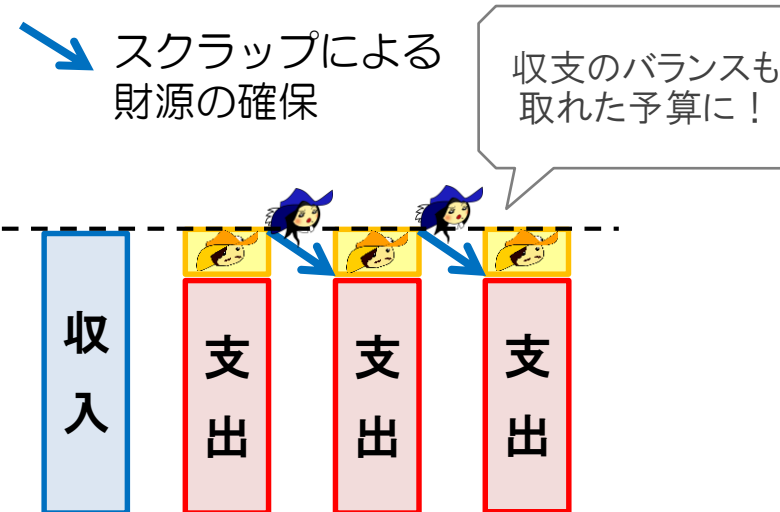 スクラップによる
財源の確保
収支のバランスも
取れた予算に！
収入
支出
支出
支出